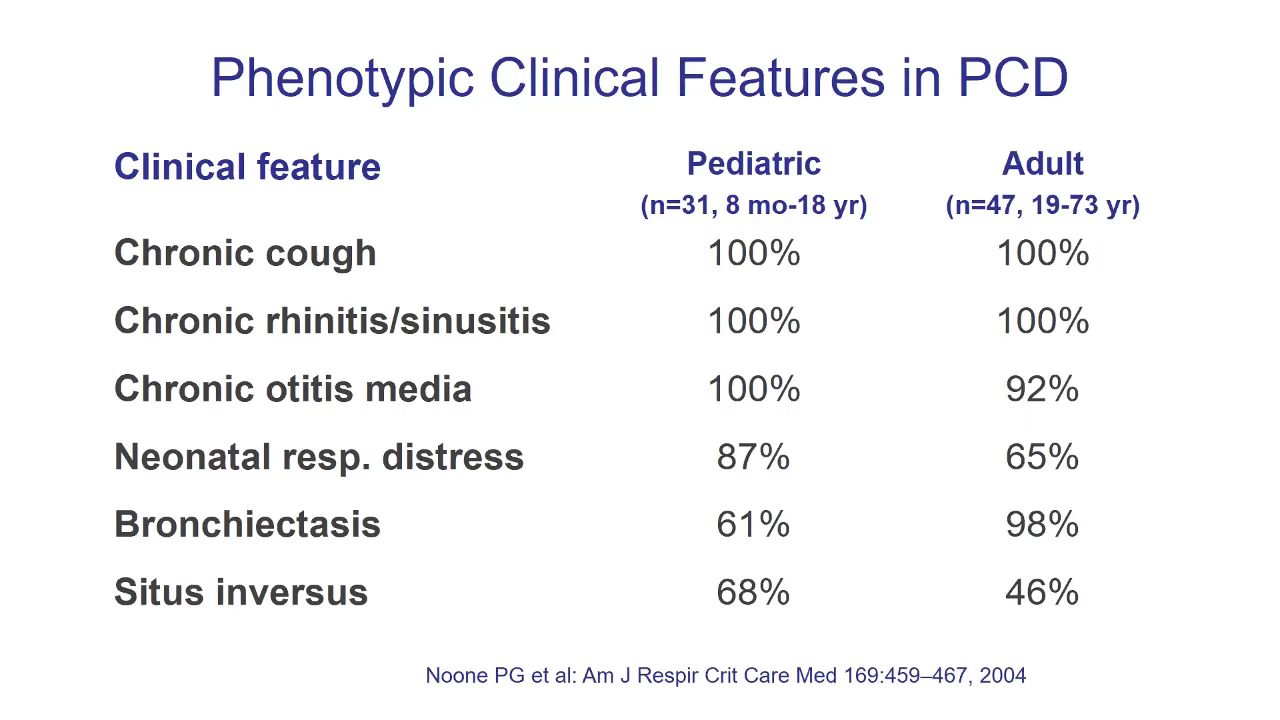 Phenotypic Clinical Features in PCD
Clinical feature Pediatric Adult
(n=31, 8 mo-18 yr) (n=47, 19-73 yr)
Chronic cough 100% 100%
Chronic rhinitis/sinusitis 100% 100%
Chronic otitis media 100% 92%
Neonatal resp. distress 87% 65%
Bronchiectasis 61% 98%
Situs inversus 68% 46%
Noone PG et al: Am J Respir Crit Care Med 169:459–467, 2004